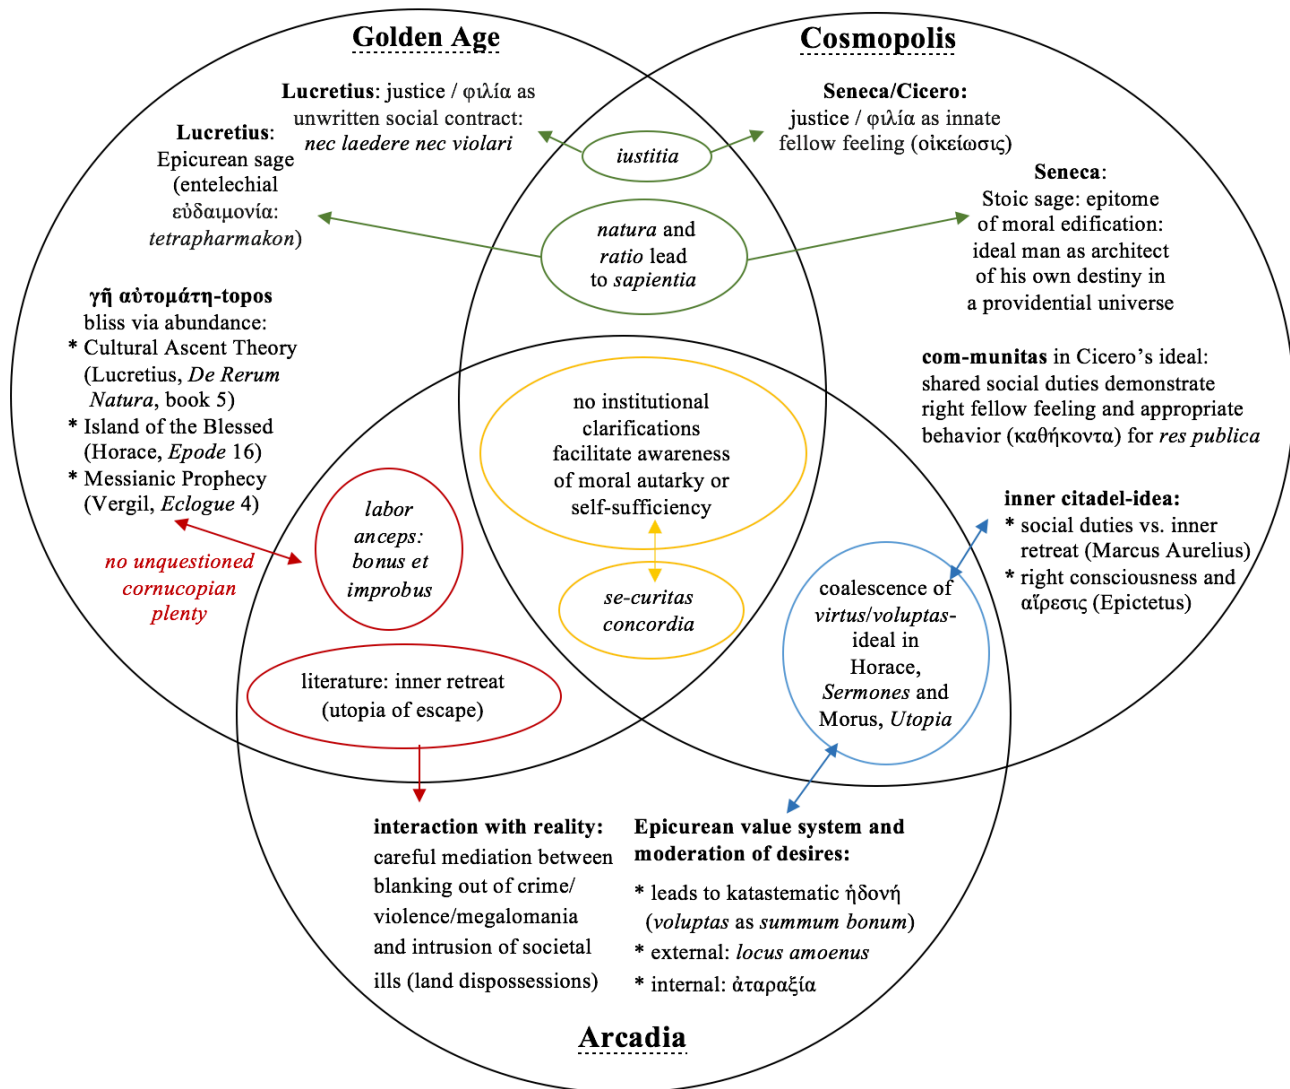 Golden Age
Cosmopolis
Lucretius: justice / φιλία as
unwritten social contract:
nec laedere nec violari
Seneca/Cicero:
justice / φιλία as innate
fellow feeling (οἰκείωσις)
iustitia
Lucretius:
Epicurean sage
(entelechial
εὐδαιμονία:
tetrapharmakon)
natura and
ratio lead
to sapientia
Seneca:
Stoic sage: epitome
of moral edification:
ideal man as architect
of his own destiny in
a providential universe
γῆ αὐτομάτη-topos
bliss via abundance:
* Cultural Ascent Theory
(Lucretius, De Rerum
Natura, book 5)
* Island of the Blessed
(Horace, Epode 16)
* Messianic Prophecy
(Vergil, Eclogue 4)
no unquestioned
cornucopian
plenty
labor
anceps:
bonus et
improbus
no institutional
clarifications
facilitate awareness
of moral autarky or
self-sufficiency
se-curitas
concordia
com-munitas in Cicero’s ideal:
shared social duties demonstrate
right fellow feeling and appropriate
behavior (καθήκοντα) for res publica
inner citadel-idea:
* social duties vs. inner
retreat (Marcus Aurelius)
* right consciousness and
αἵρεσις (Epictetus)
coalescence of
virtus/voluptas-
ideal in
Horace,
Sermones and
Morus, Utopia
literature: inner retreat
(utopia of escape)
interaction with reality:
careful mediation between
blanking out of crime/
violence/megalomania
and intrusion of societal
ills (land dispossessions)
Epicurean value system and
moderation of desires:
* leads to katastematic ἡδονή
(voluptas as summum bonum)
* external: locus amoenus
* internal: ἀταραξία
Arcadia